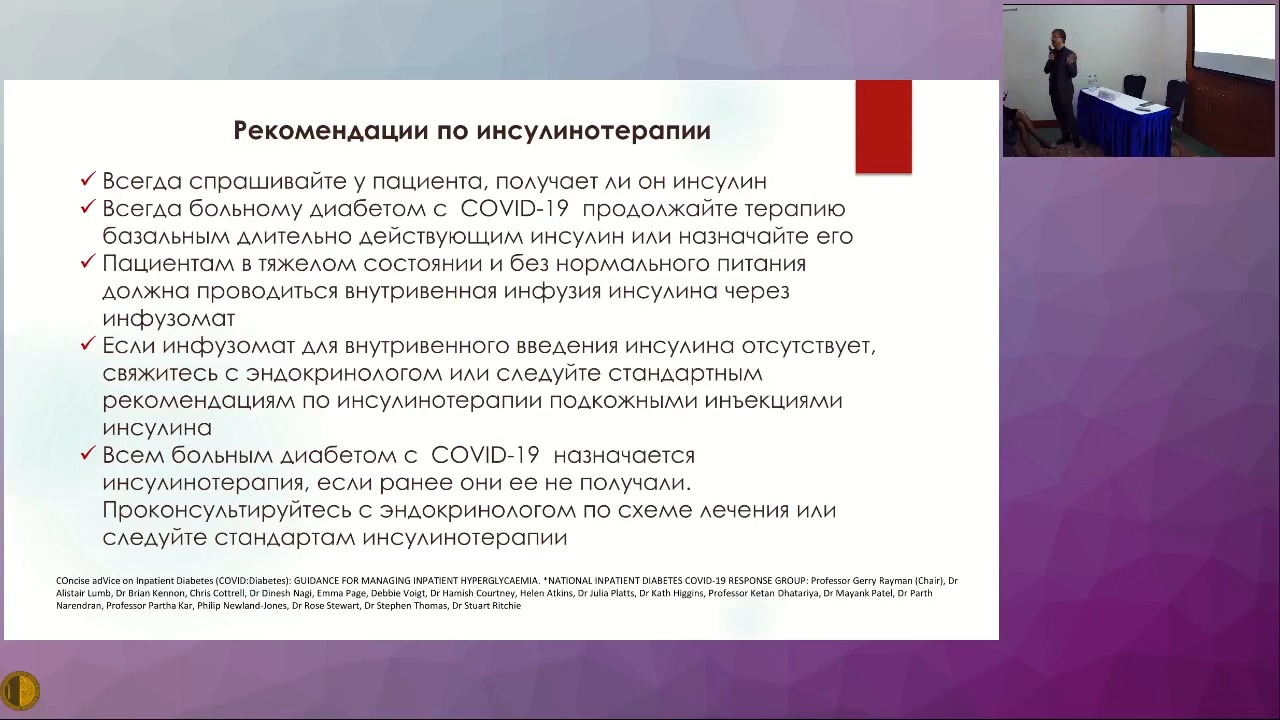 Рекомендации по инсулинотерапии
Всегда спрашивайте у пациента, получает ли он инсулин
Всегда больному диабетом с COVID-19 продолжайте терапию
базальным длительно действующим инсулин или назначайте его
Пациентам в тяжелом состоянии и без нормального питания
должна проводиться внутривенная инфузия инсулина через
инфузомат
Если инфузомат для внутривенного введения инсулина отсутствует,
свяжитесь с эндокринологом или следуйте стандартным
рекомендациям по инсулинотерапии подкожными инъекциями
инсулина
Всем больным диабетом с COVID-19 назначается
инсулинотерапия, если ранее они ее не получали.
Проконсультируйтесь с эндокринологом по схеме лечения или
следуйте стандартам инсулинотерапии
COncise adVice on Inpatient Diabetes (COVID:Diabetes): GUIDANCE FOR MANAGING INPATIENT HYPERGLYCAEMIA. *NATIONAL INPATIENT DIABETES COVID-19 RESPONSE GROUP: Professor Gerry Rayman (Chair), Dr
Alistair Lumb, Dr Brian Kennon, Chris Cottrell, Dr Dinesh Nagi, Emma Page, Debbie Voigt, Dr Hamish Courtney, Helen Atkins, Dr Julia Platts, Dr Kath Higgins, Professor Ketan Dhatariya, Dr Mayank Patel, Dr Parth
Narendran, Professor Partha Kar, Philip Newland-Jones, Dr Rose Stewart, Dr Stephen Thomas, Dr Stuart Ritchie